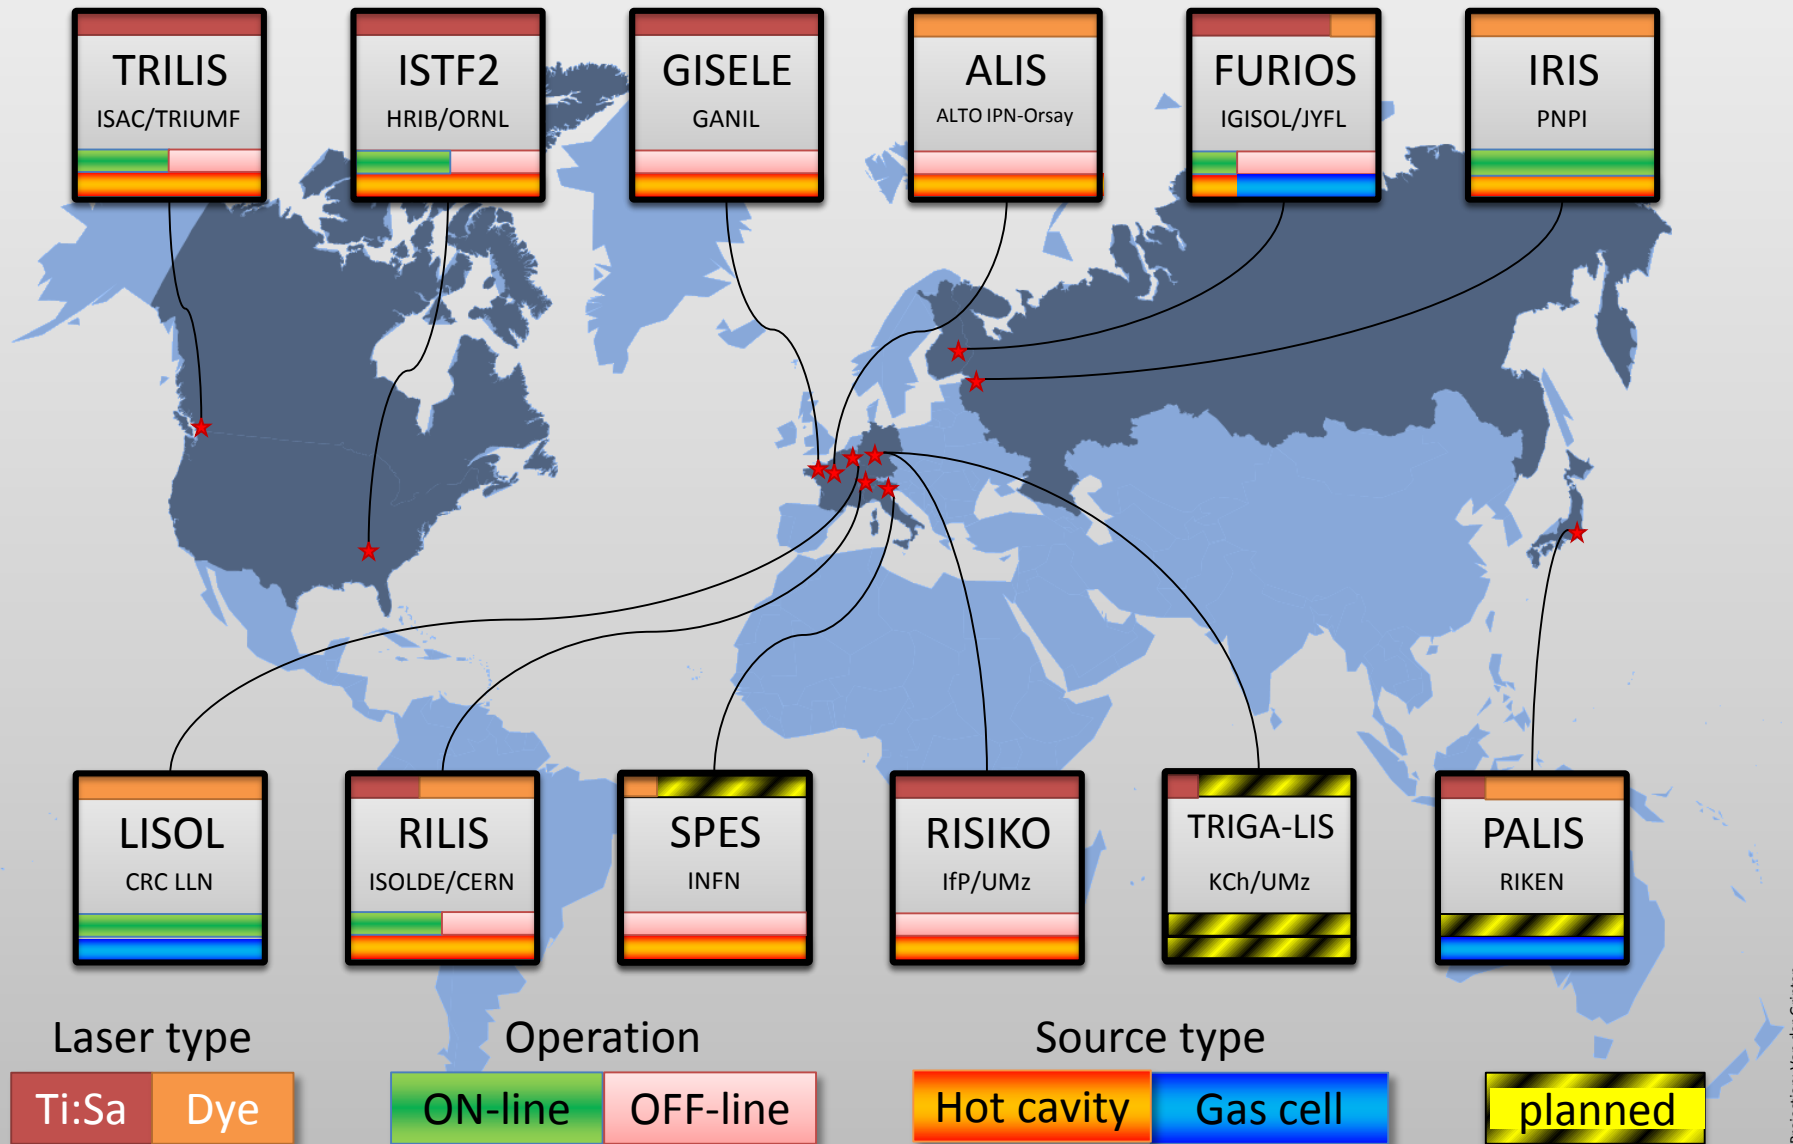 TRILIS
ISAC/TRIUMF
ISTF2
HRIB/ORNL
GISELE
GANIL
ALIS
ALTO IPN-Orsay
FURIOS
IGISOL/JYFL
IRIS
PNPI
LISOL
CRC LLN
RILIS
ISOLDE/CERN
SPES
INFN
RISIKO
IfP/UMz
TRIGA-LIS
KCh/UMz
PALIS
RIKEN
Laser type
Operation
Source type
Ti:Sa
Dye
ON-line
OFF-line
Hot cavity
Gas cell
planned